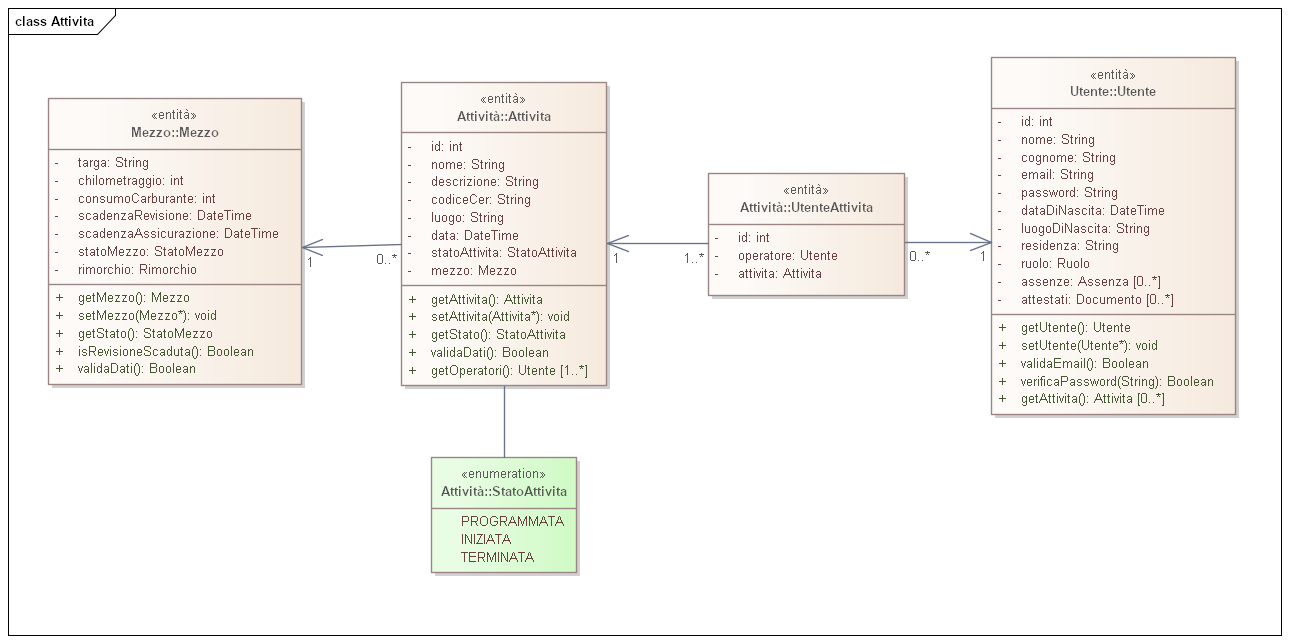 class Attivita
«entità»
Mezzo::Mezzo
- targa: String
- chilometraggio: int
- consumoCarburante: int
- scadenzaRevisione: DateTime
- scadenzaAssicurazione: DateTime
- statoMezzo: StatoMezzo
- rimorchio: Rimorchio
+ getMezzo(): Mezzo
+ setMezzo(Mezzo*): void
+ getStato(): StatoMezzo
+ isRevisioneScaduta(): Boolean
+ validaDati(): Boolean
1
0..*
«entità»
Attività::Attivita
- id: int
- nome: String
- descrizione: String
- codiceCer: String
- luogo: String
- data: DateTime
- statoAttivita: StatoAttivita
- mezzo: Mezzo
+ getAttivita(): Attivita
+ setAttivita(Attivita*): void
+ getStato(): StatoAttivita
+ validaDati(): Boolean
+ getOperatori(): Utente [1..*]
1
1..*
«entità»
Attività::UtenteAttivita
- id: int
- operatore: Utente
- attivita: Attivita
0..*
1
«entità»
Utente::Utente
- id: int
- nome: String
- cognome: String
- email: String
- password: String
- dataDiNascita: DateTime
- luogoDiNascita: String
- residenza: String
- ruolo: Ruolo
- assenze: Assenza [0..*]
- attestati: Documento [0..*]
+ getUtente(): Utente
+ setUtente(Utente*): void
+ validaEmail(): Boolean
+ verificaPassword(String): Boolean
+ getAttivita(): Attivita [0..*]
«enumeration»
Attività::StatoAttivita
PROGRAMMATA
INIZIATA
TERMINATA